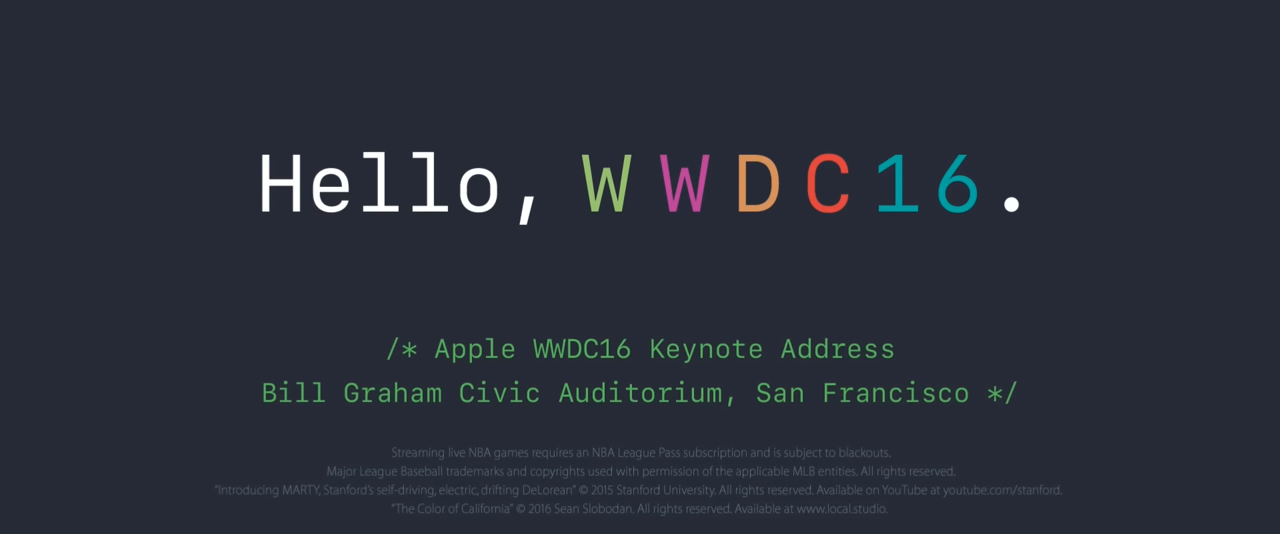 Hello, WWDC16.
/* Apple WWDC16 Keynote Address
Bill Graham Civic Auditorium, San Francisco */
Streaming live NBA games requires an NBA League Pass subscription and is subject to blackouts.
Major League Baseball trademarks and copyrights used with permission of the applicable MLB entities. All rights reserved.
“Introducing MARTY, Stanford’s self-driving, electric, drifting DeLorean” © 2015 Stanford University. All rights reserved. Available on YouTube at youtube.com/stanford.
“The Color of California” © 2016 Sean Slobodan. All rights reserved. Available at www.local.studio.